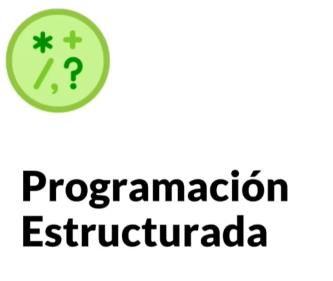 * +
/ , ?
Programación
Estructurada